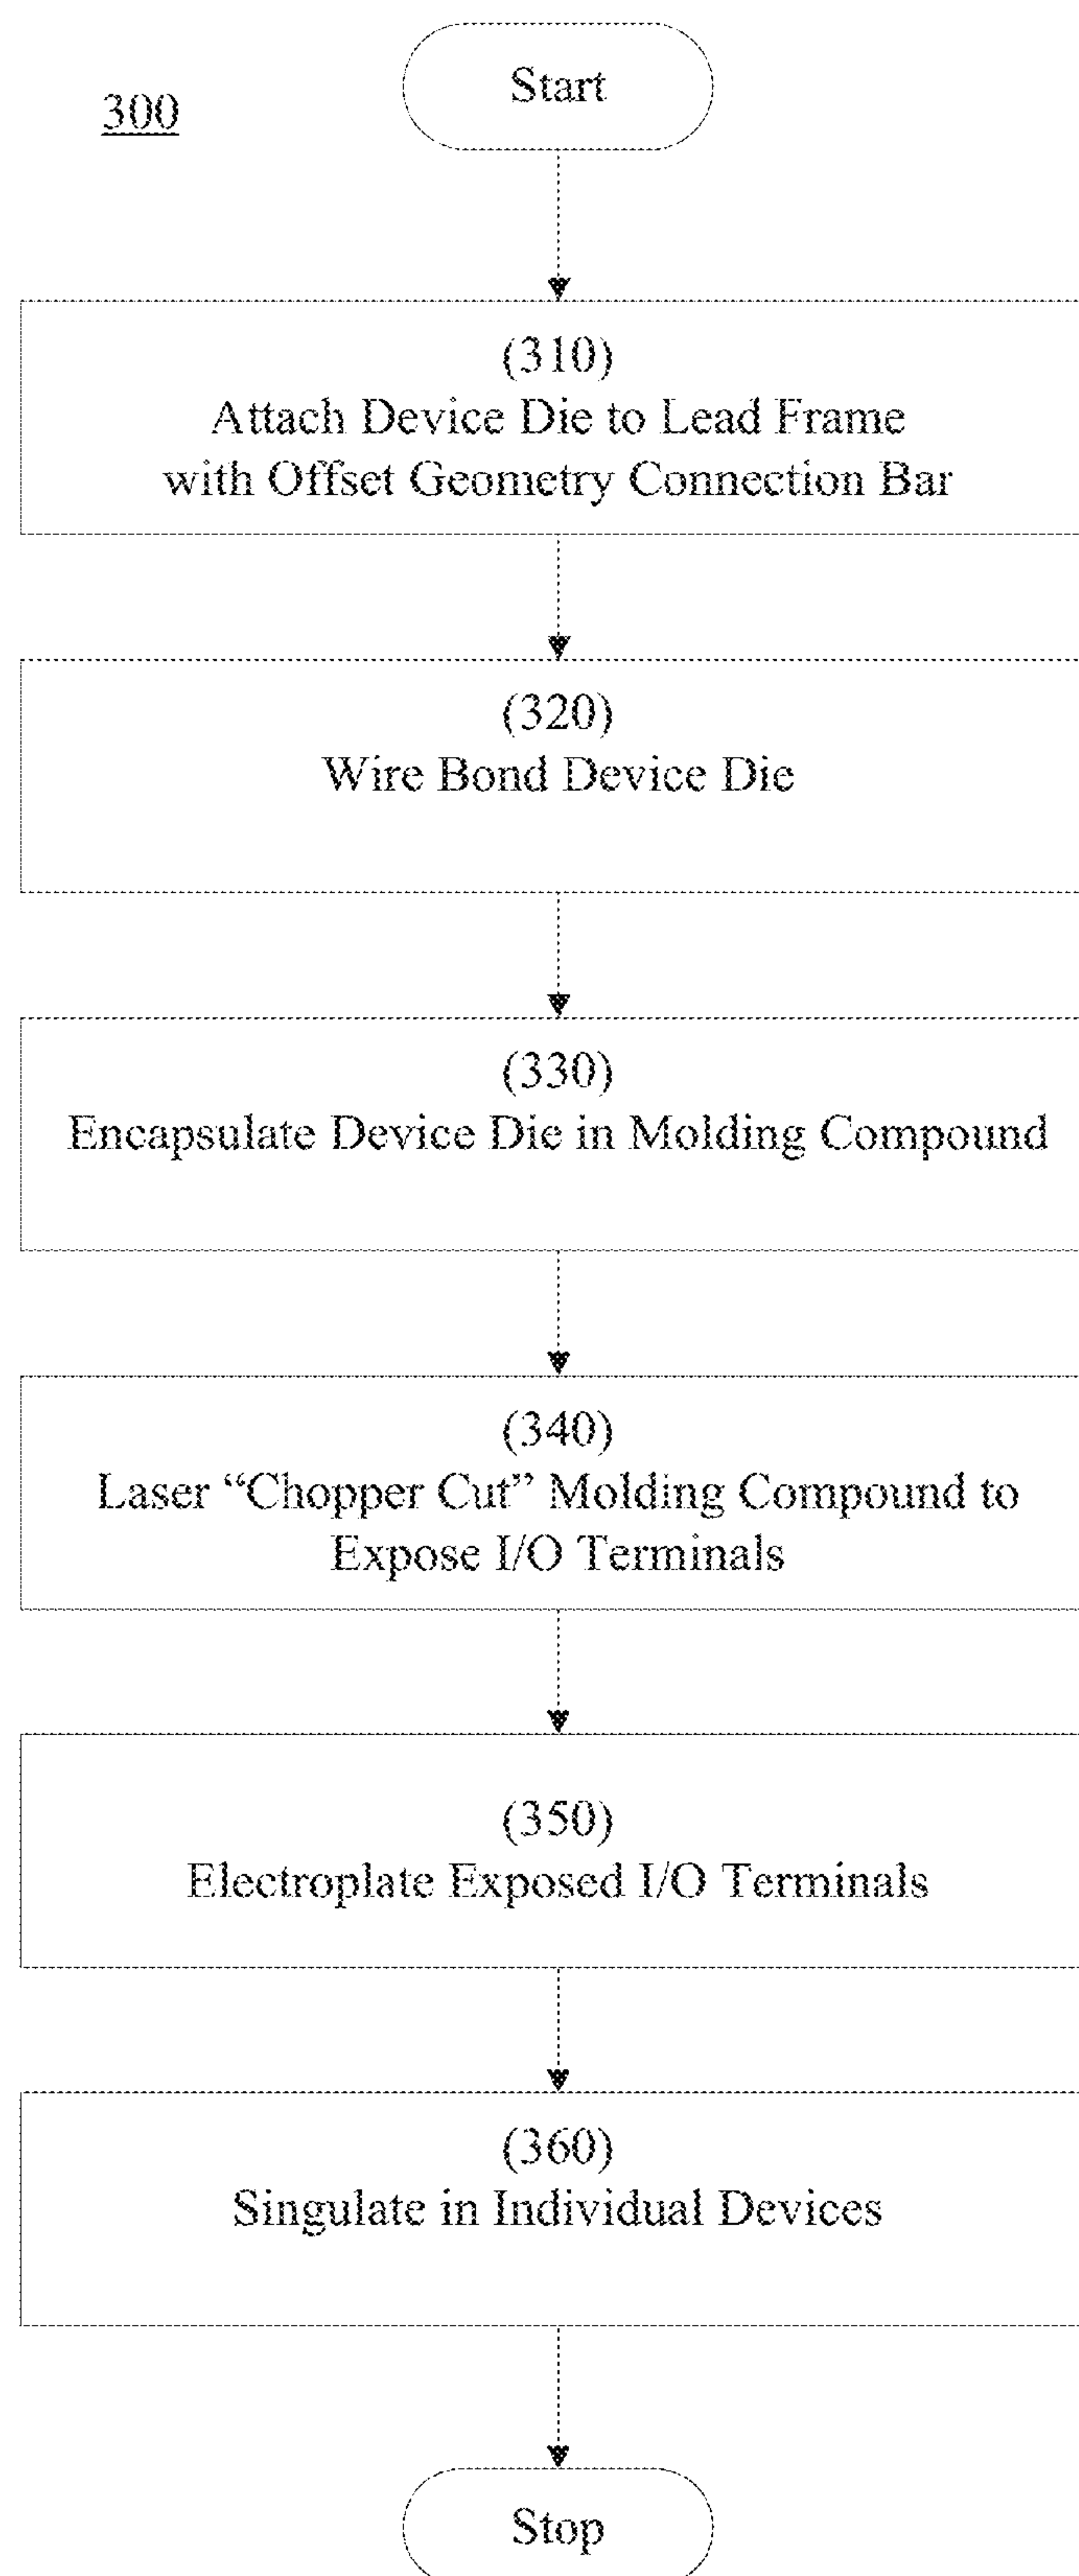 300
Start
(310)
Attach Device Die to Lead Frame
with Offset Geometry Connection Bar
(320)
Wire Bond Device Die
(330)
Encapsulate Device Die in Molding Compound
(340)
Laser “Chopper Cut” Molding Compound to
Expose I/O Terminals
(350)
Electroplate Exposed I/O Terminals
(360)
Singulate in Individual Devices
Stop